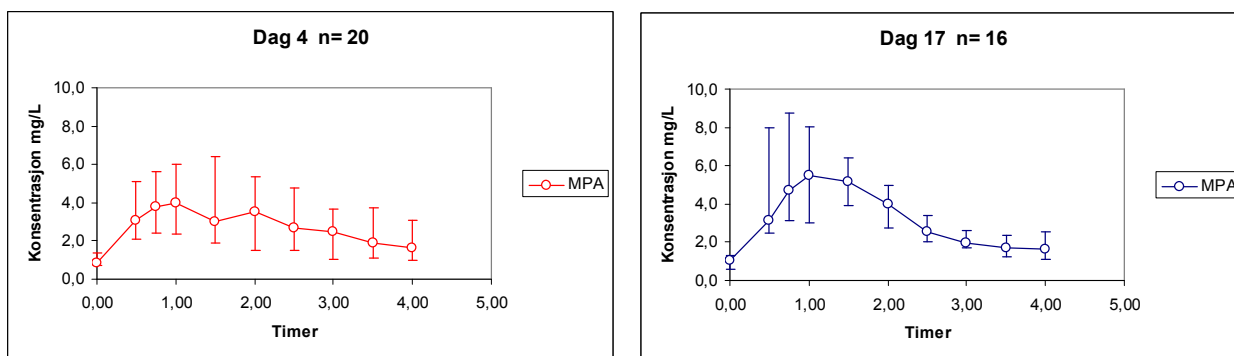 Dag 4 n= 20
Konsentrasjon mg/L
10,0
8,0
6,0
4,0
2,0
0,0
0,00 1,00 2,00 3,00 4,00 5,00
Timer
MPA
Dag 17 n= 16
Konsentrasjon mg/L
10,0
8,0
6,0
4,0
2,0
0,0
0,00 1,00 2,00 3,00 4,00 5,00
Timer
MPA